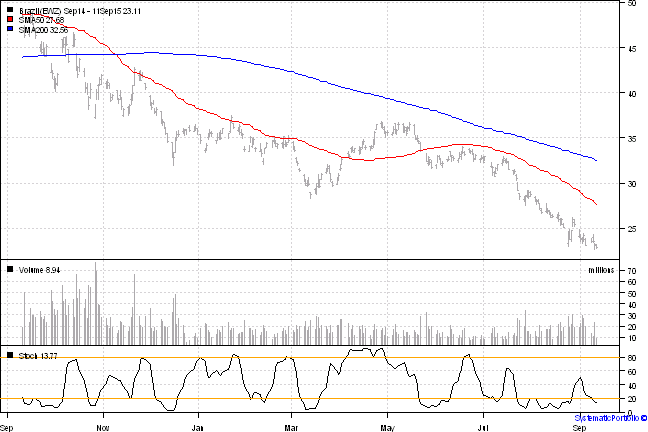 Brazil(EWZ) Sep14 - 11Sep15 23.11
SMA50 27.68
SMA200 32.56
50
45
40
35
30
25
Volume 8.94
millions
70
60
50
40
30
20
10
Stoch 13.77
80
60
40
20
0
Sep Nov Jan Mar May Jul Sep
SystematicPortfolio ©